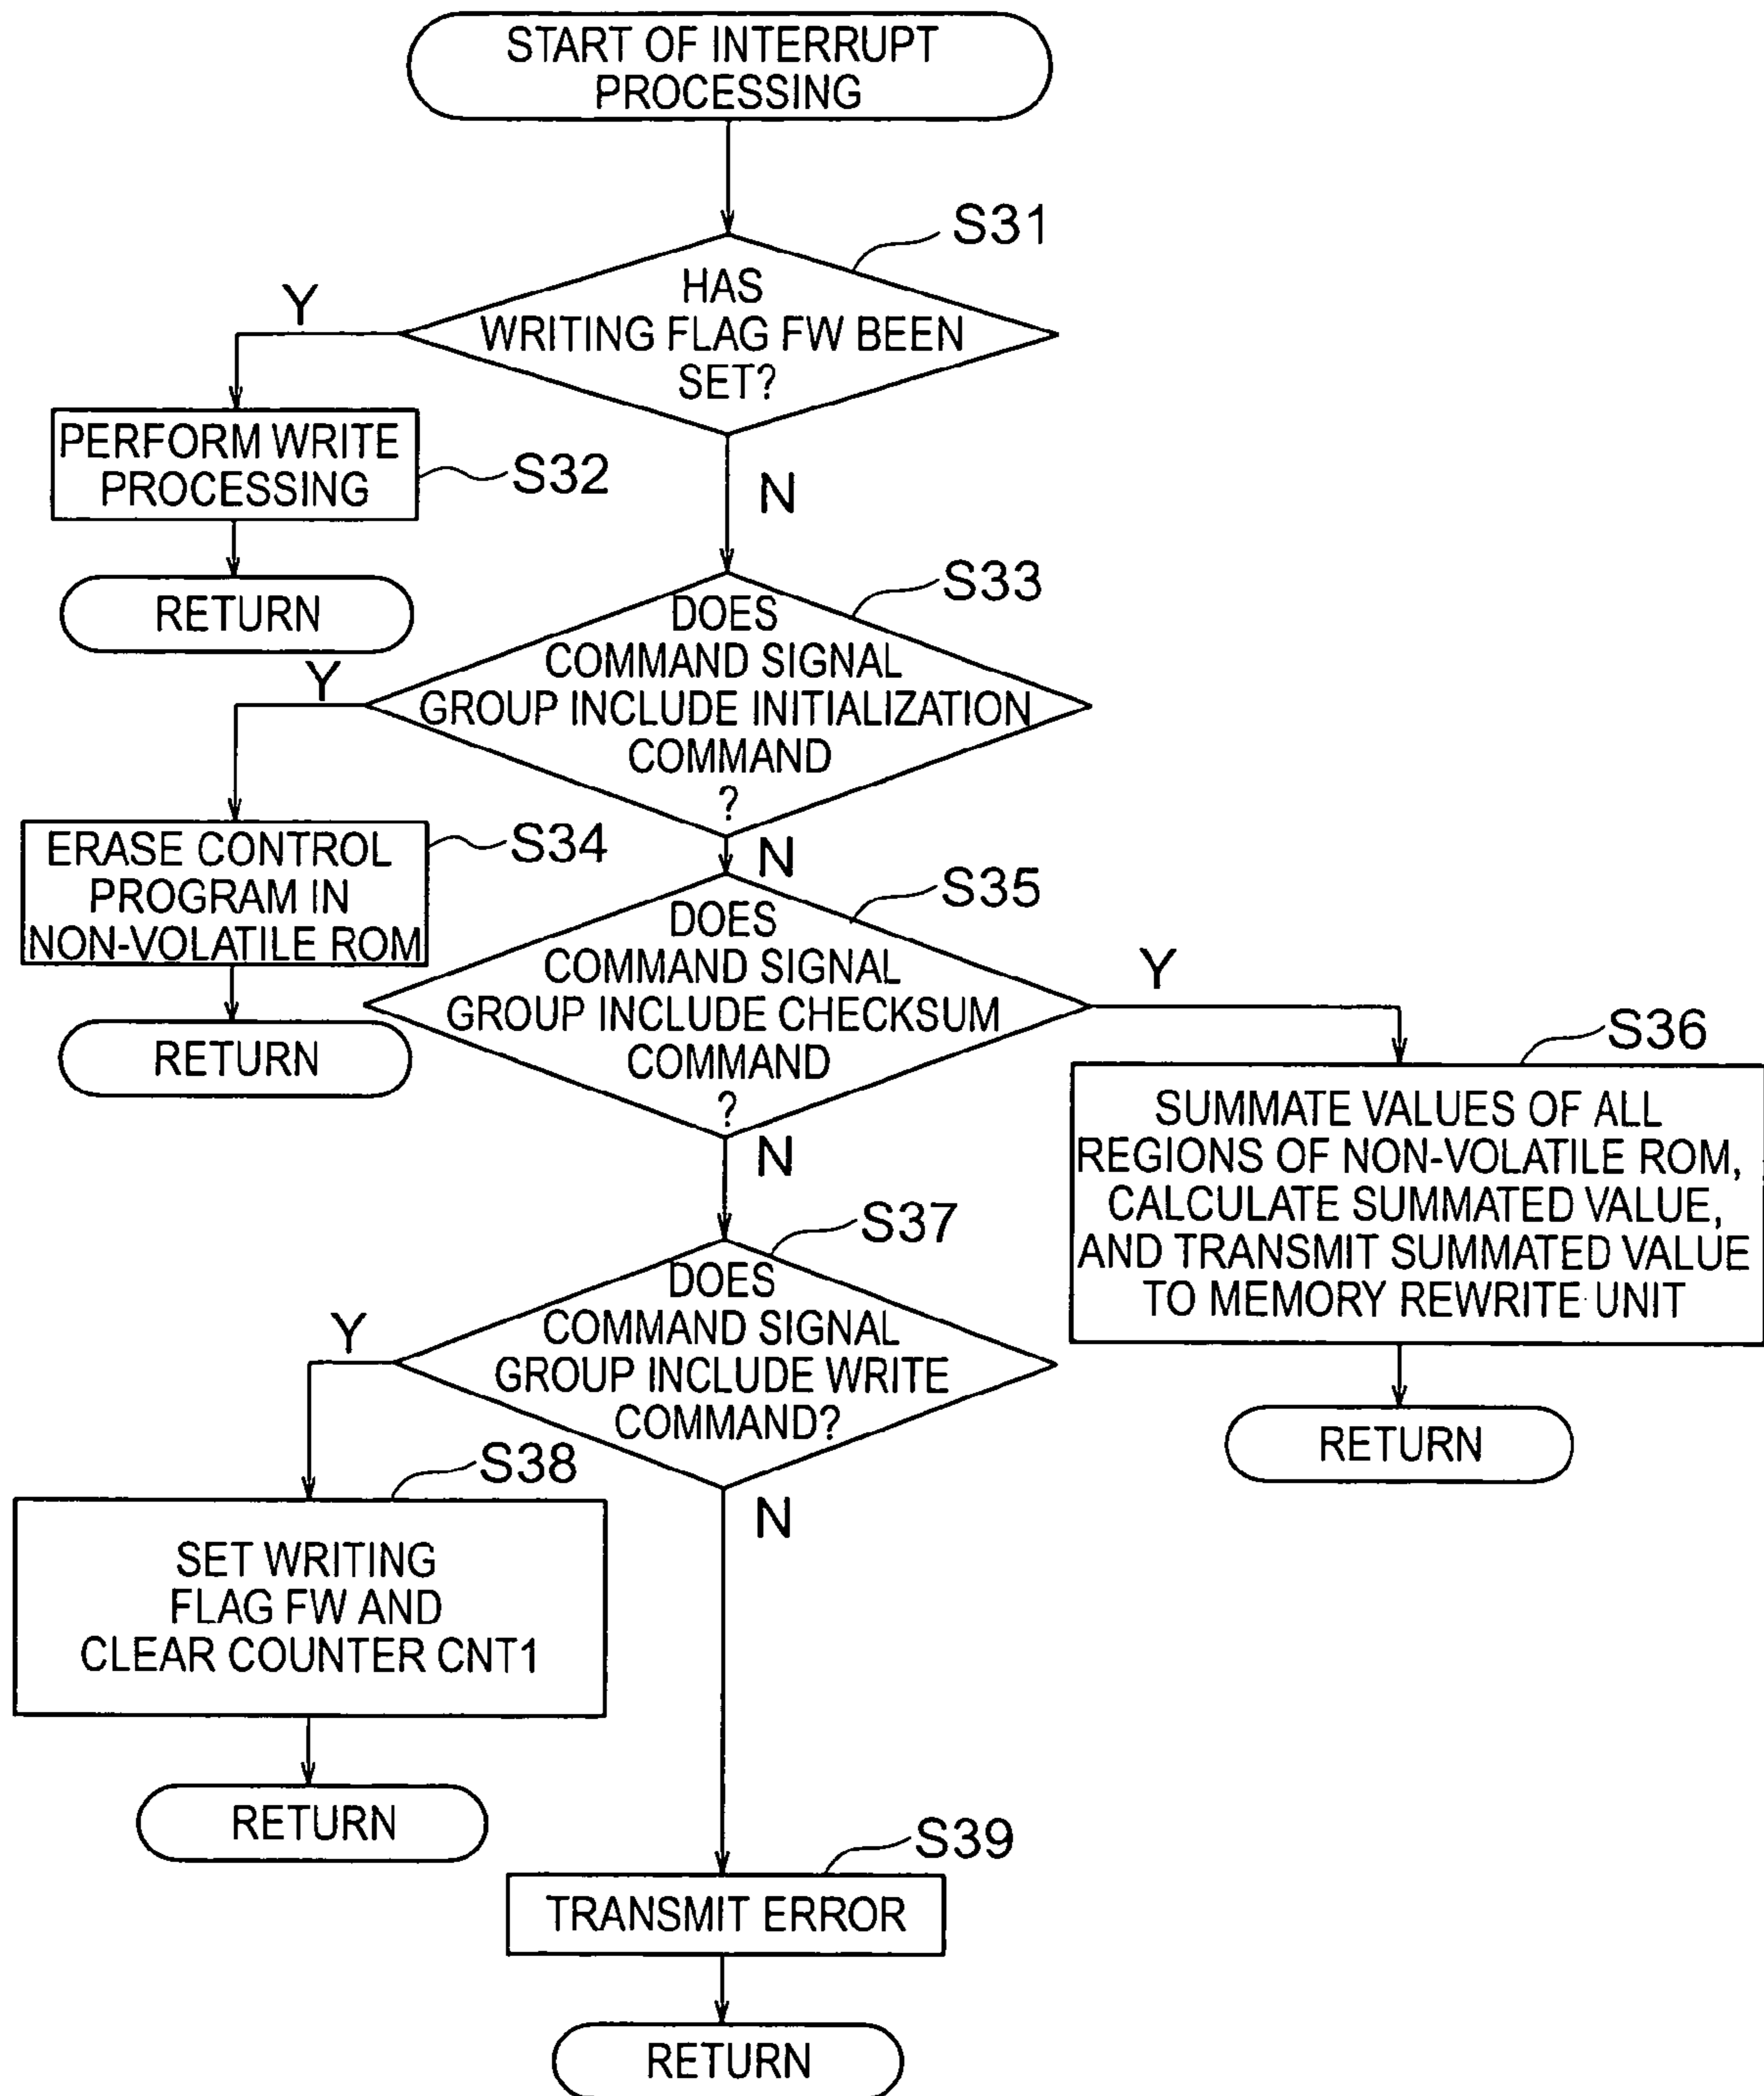 START OF INTERRUPT
PROCESSING
S31
HAS
WRITING FLAG FW BEEN
SET?
Y
N
PERFORM WRITE
PROCESSING
S32
RETURN
S33
DOES
COMMAND SIGNAL
GROUP INCLUDE INITIALIZATION
COMMAND
?
Y
N
ERASE CONTROL
PROGRAM IN
NON-VOLATILE ROM
S34
RETURN
S35
DOES
COMMAND SIGNAL
GROUP INCLUDE CHECKSUM
COMMAND
?
Y
N
S36
SUMMATE VALUES OF ALL
REGIONS OF NON-VOLATILE ROM,
CALCULATE SUMMATED VALUE,
AND TRANSMIT SUMMATED VALUE
TO MEMORY REWRITE UNIT
RETURN
S37
DOES
COMMAND SIGNAL
GROUP INCLUDE WRITE
COMMAND?
Y
N
S38
SET WRITING
FLAG FW AND
CLEAR COUNTER CNT1
RETURN
S39
TRANSMIT ERROR
RETURN